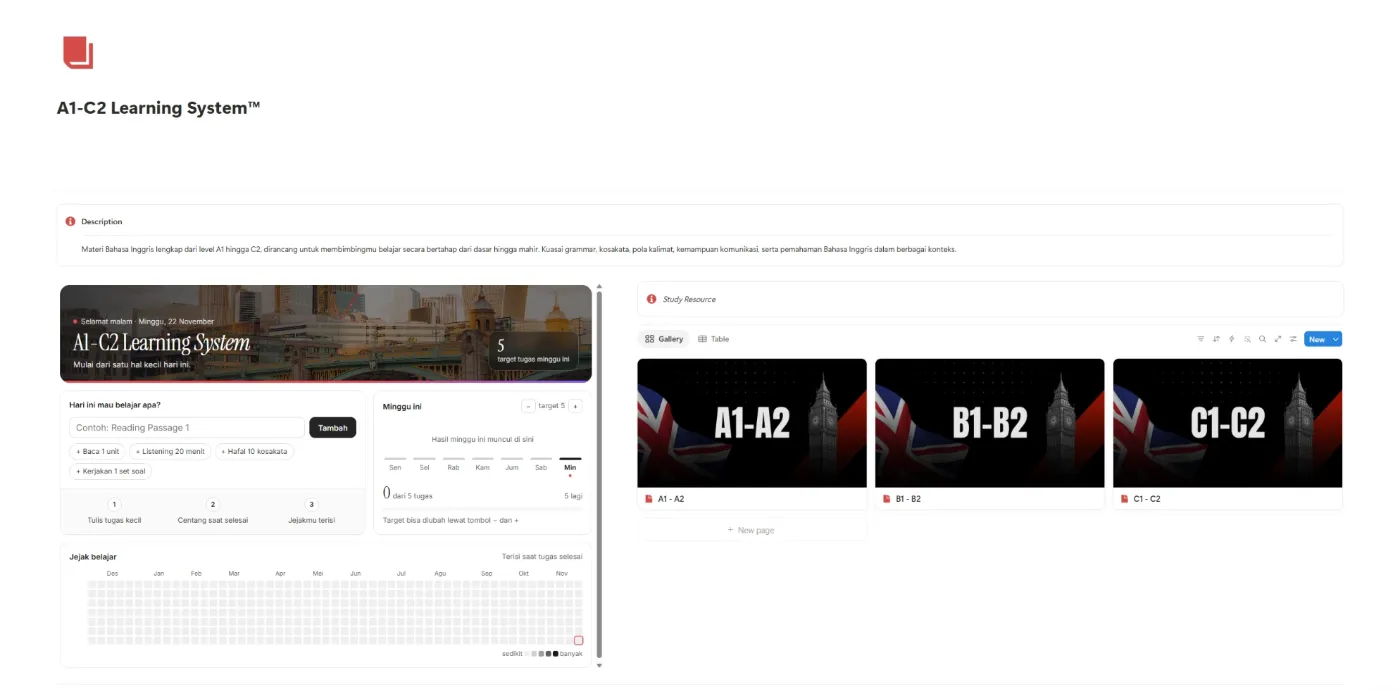 A1-C2 Learning System™
Description
Materi Bahasa Inggris lengkap dari level A1 hingga C2, dirancang untuk membimbingmu belajar secara bertahap dari dasar hingga mahir. Kuasai grammar, kosakata, pola kalimat, kemampuan komunikasi, serta pemahaman Bahasa Inggris dalam berbagai konteks.
Selamat malam · Minggu, 22 November
A1-C2 Learning System
Mulai dari satu hal kecil hari ini.
5
target tugas minggu ini
Hari ini mau belajar apa?
Contoh: Reading Passage 1
Tambah
+ Baca 1 unit
+ Listening 20 menit
+ Hafal 10 kosakata
+ Kerjakan 1 set soal
1
2
3
Tulis tugas kecil
Centang saat selesai
Jejakmu terisi
Minggu ini
− target 5 +
Hasil minggu ini muncul di sini
Sen Sel Rab Kam Jum Sab Min
0 dari 5 tugas
5 lagi
Target bisa diubah lewat tombol − dan +
Jejak belajar
Terisi saat tugas selesai
Des Jan Feb Mar Apr Mei Jun Jul Agu Sep Okt Nov
sedikit
banyak
Study Resource
Gallery
Table
New
A1-A2
B1-B2
C1-C2
A1 - A2
B1 - B2
C1 - C2
+ New page